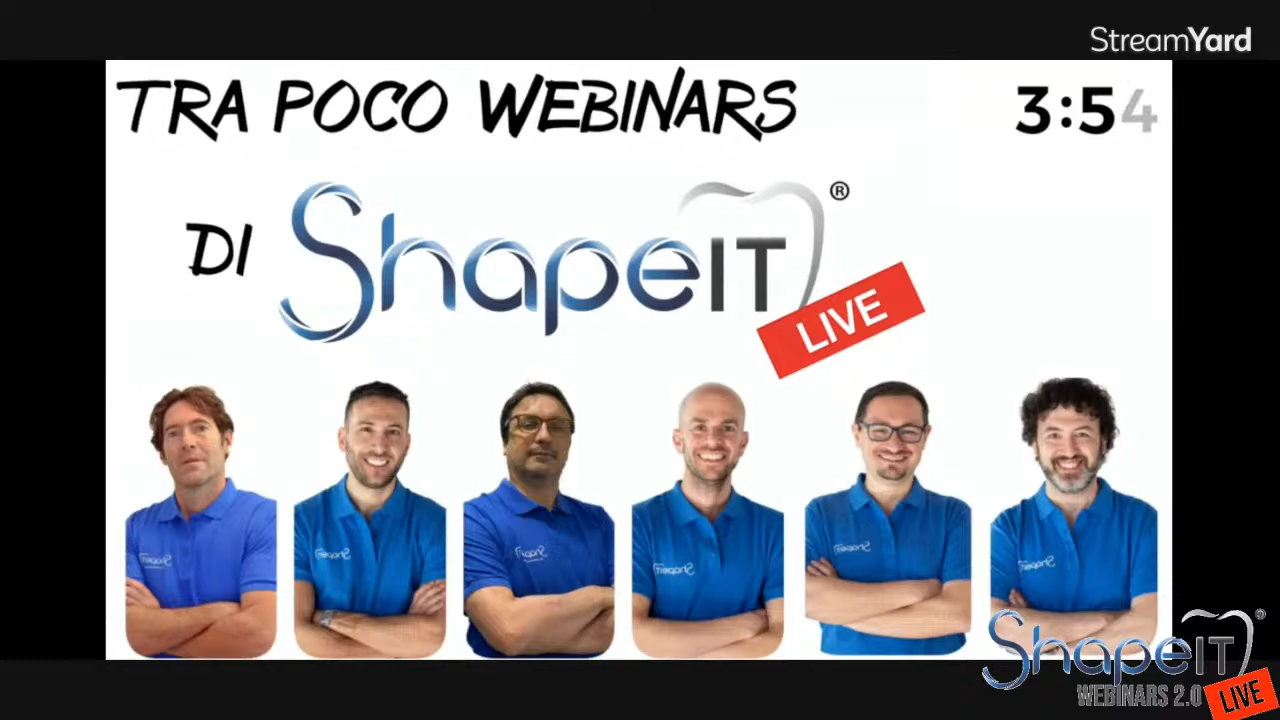 StreamYard
TRA POCO WEBINARS
3:54
DI ShapeIT®
LIVE
ShapeIT®
WEBINARS 2.0
LIVE